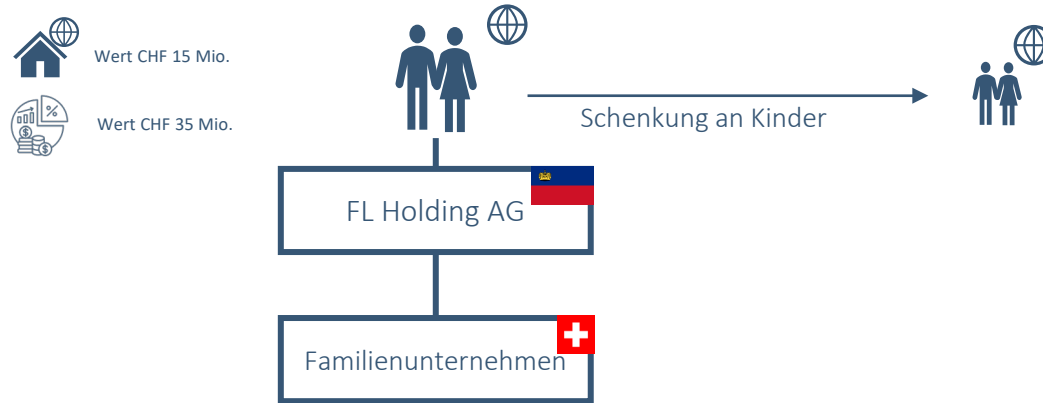 Wert CHF 15 Mio.
Wert CHF 35 Mio.
%
$
$
$
Schenkung an Kinder
FL Holding AG
Familienunternehmen